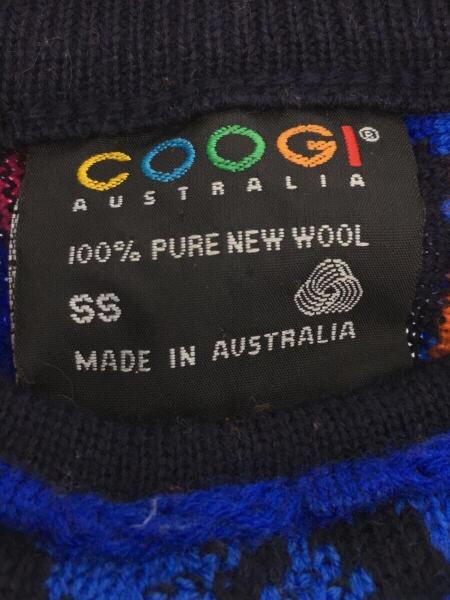 COOGI®
AUSTRALIA
100% PURE NEW WOOL
SS
MADE IN AUSTRALIA